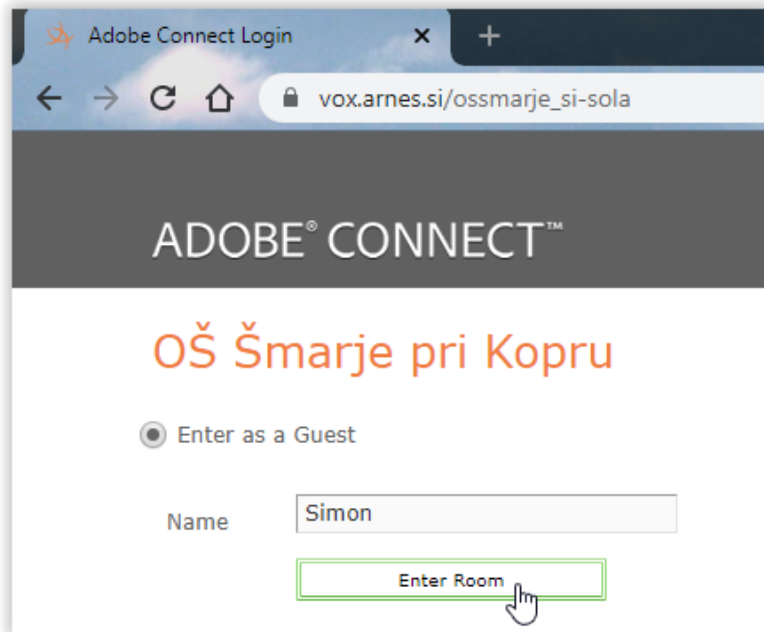 Adobe Connect Login
vox.arnes.si/ossmarje_si-sola
ADOBE® CONNECT™
OŠ Šmarje pri Kopru
Enter as a Guest
Name
Simon
Enter Room